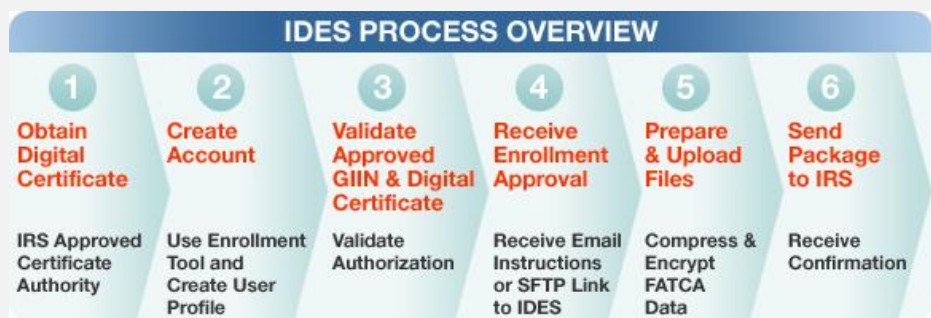 IDES PROCESS OVERVIEW
1
Obtain
Digital
Certificate
IRS Approved
Certificate
Authority
2
Create
Account
Use Enrollment
Tool and
Create User
Profile
3
Validate
Approved
GIIN & Digital
Certificate
Validate
Authorization
4
Receive
Enrollment
Approval
Receive Email
Instructions
or SFTP Link
to IDES
5
Prepare
& Upload
Files
Compress &
Encrypt
FATCA
Data
6
Send
Package
to IRS
Receive
Confirmation